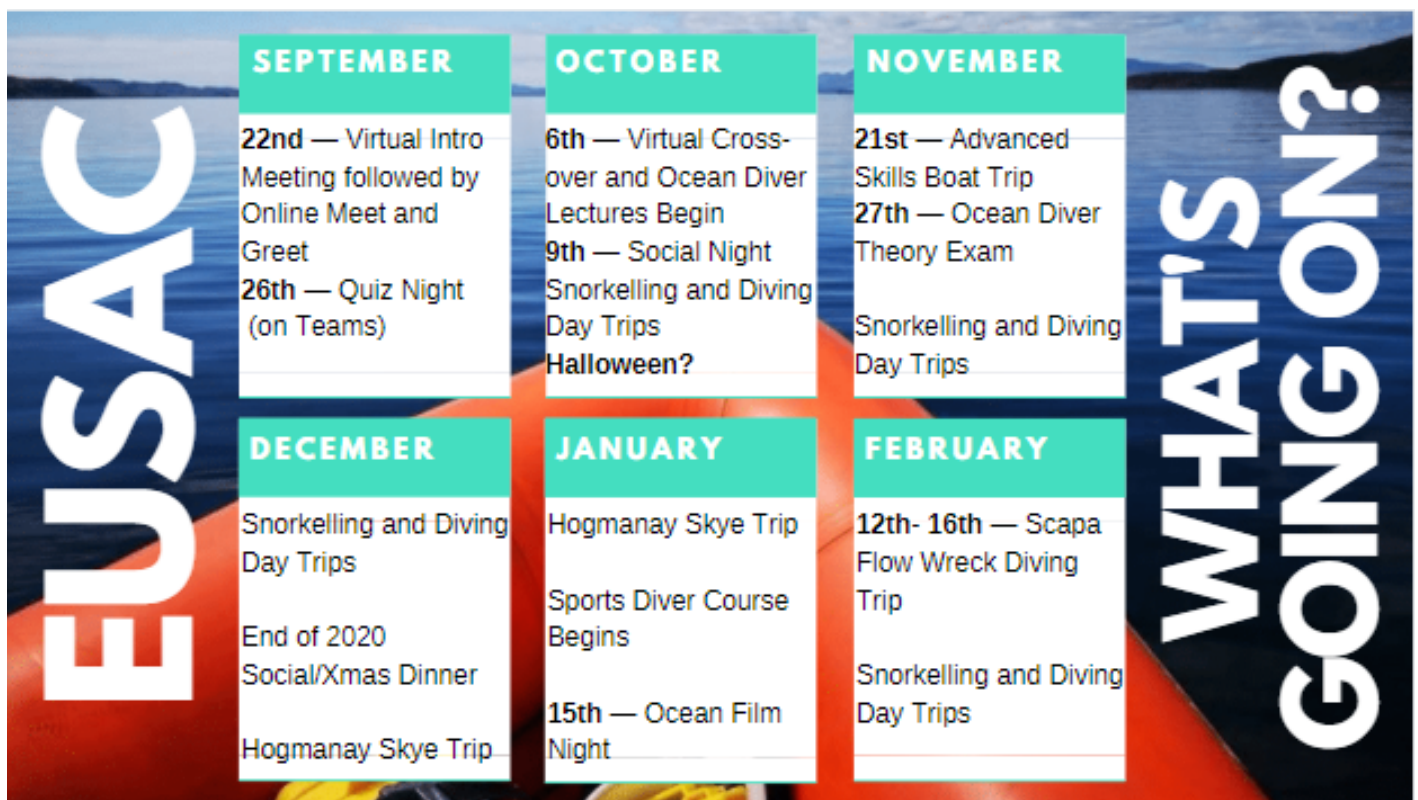 EUSAC
SEPTEMBER
22nd — Virtual Intro
Meeting followed by
Online Meet and
Greet
26th — Quiz Night
(on Teams)
OCTOBER
6th — Virtual Cross-
over and Ocean Diver
Lectures Begin
9th — Social Night
Snorkelling and Diving
Day Trips
Halloween?
NOVEMBER
21st — Advanced
Skills Boat Trip
27th — Ocean Diver
Theory Exam
Snorkelling and Diving
Day Trips
DECEMBER
Snorkelling and Diving
Day Trips
End of 2020
Social/Xmas Dinner
Hogmanay Skye Trip
JANUARY
Hogmanay Skye Trip
Sports Diver Course
Begins
15th — Ocean Film
Night
FEBRUARY
12th- 16th — Scapa
Flow Wreck Diving
Trip
Snorkelling and Diving
Day Trips
WHAT'S
GOING ON?